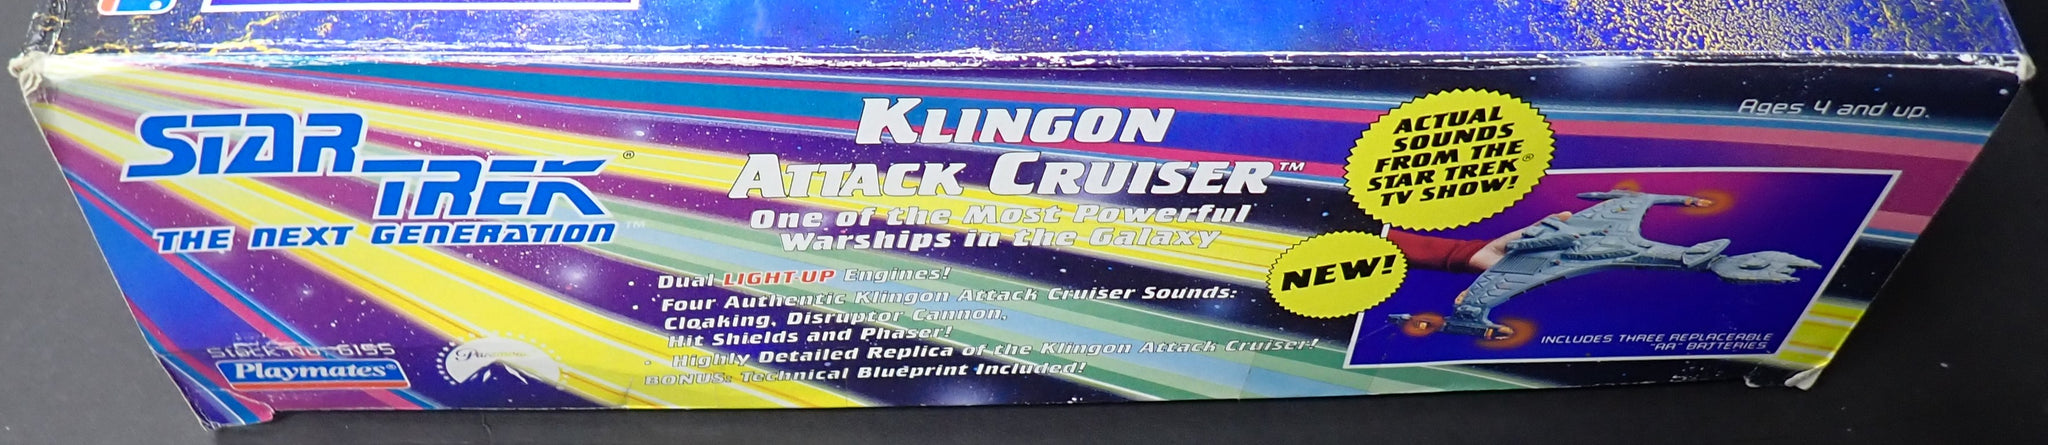 STAR TREK®
THE NEXT GENERATION™
KLINGON
ATTACK CRUISER™
One of the Most Powerful
Warships in the Galaxy
• Dual LIGHT UP Engines!
• Four Authentic Klingon Attack Cruiser Sounds:
Cloaking, Disruptor Cannon,
Hit Shields and Phaser!
• Highly Detailed Replica of the Klingon Attack Cruiser!
BONUS: Technical Blueprint Included!
Stock No. 6155
Playmates®
Paramount
NEW!
ACTUAL
SOUNDS
FROM THE
STAR TREK®
TV SHOW!
Ages 4 and up.
INCLUDES THREE REPLACEABLE
"AA" BATTERIES